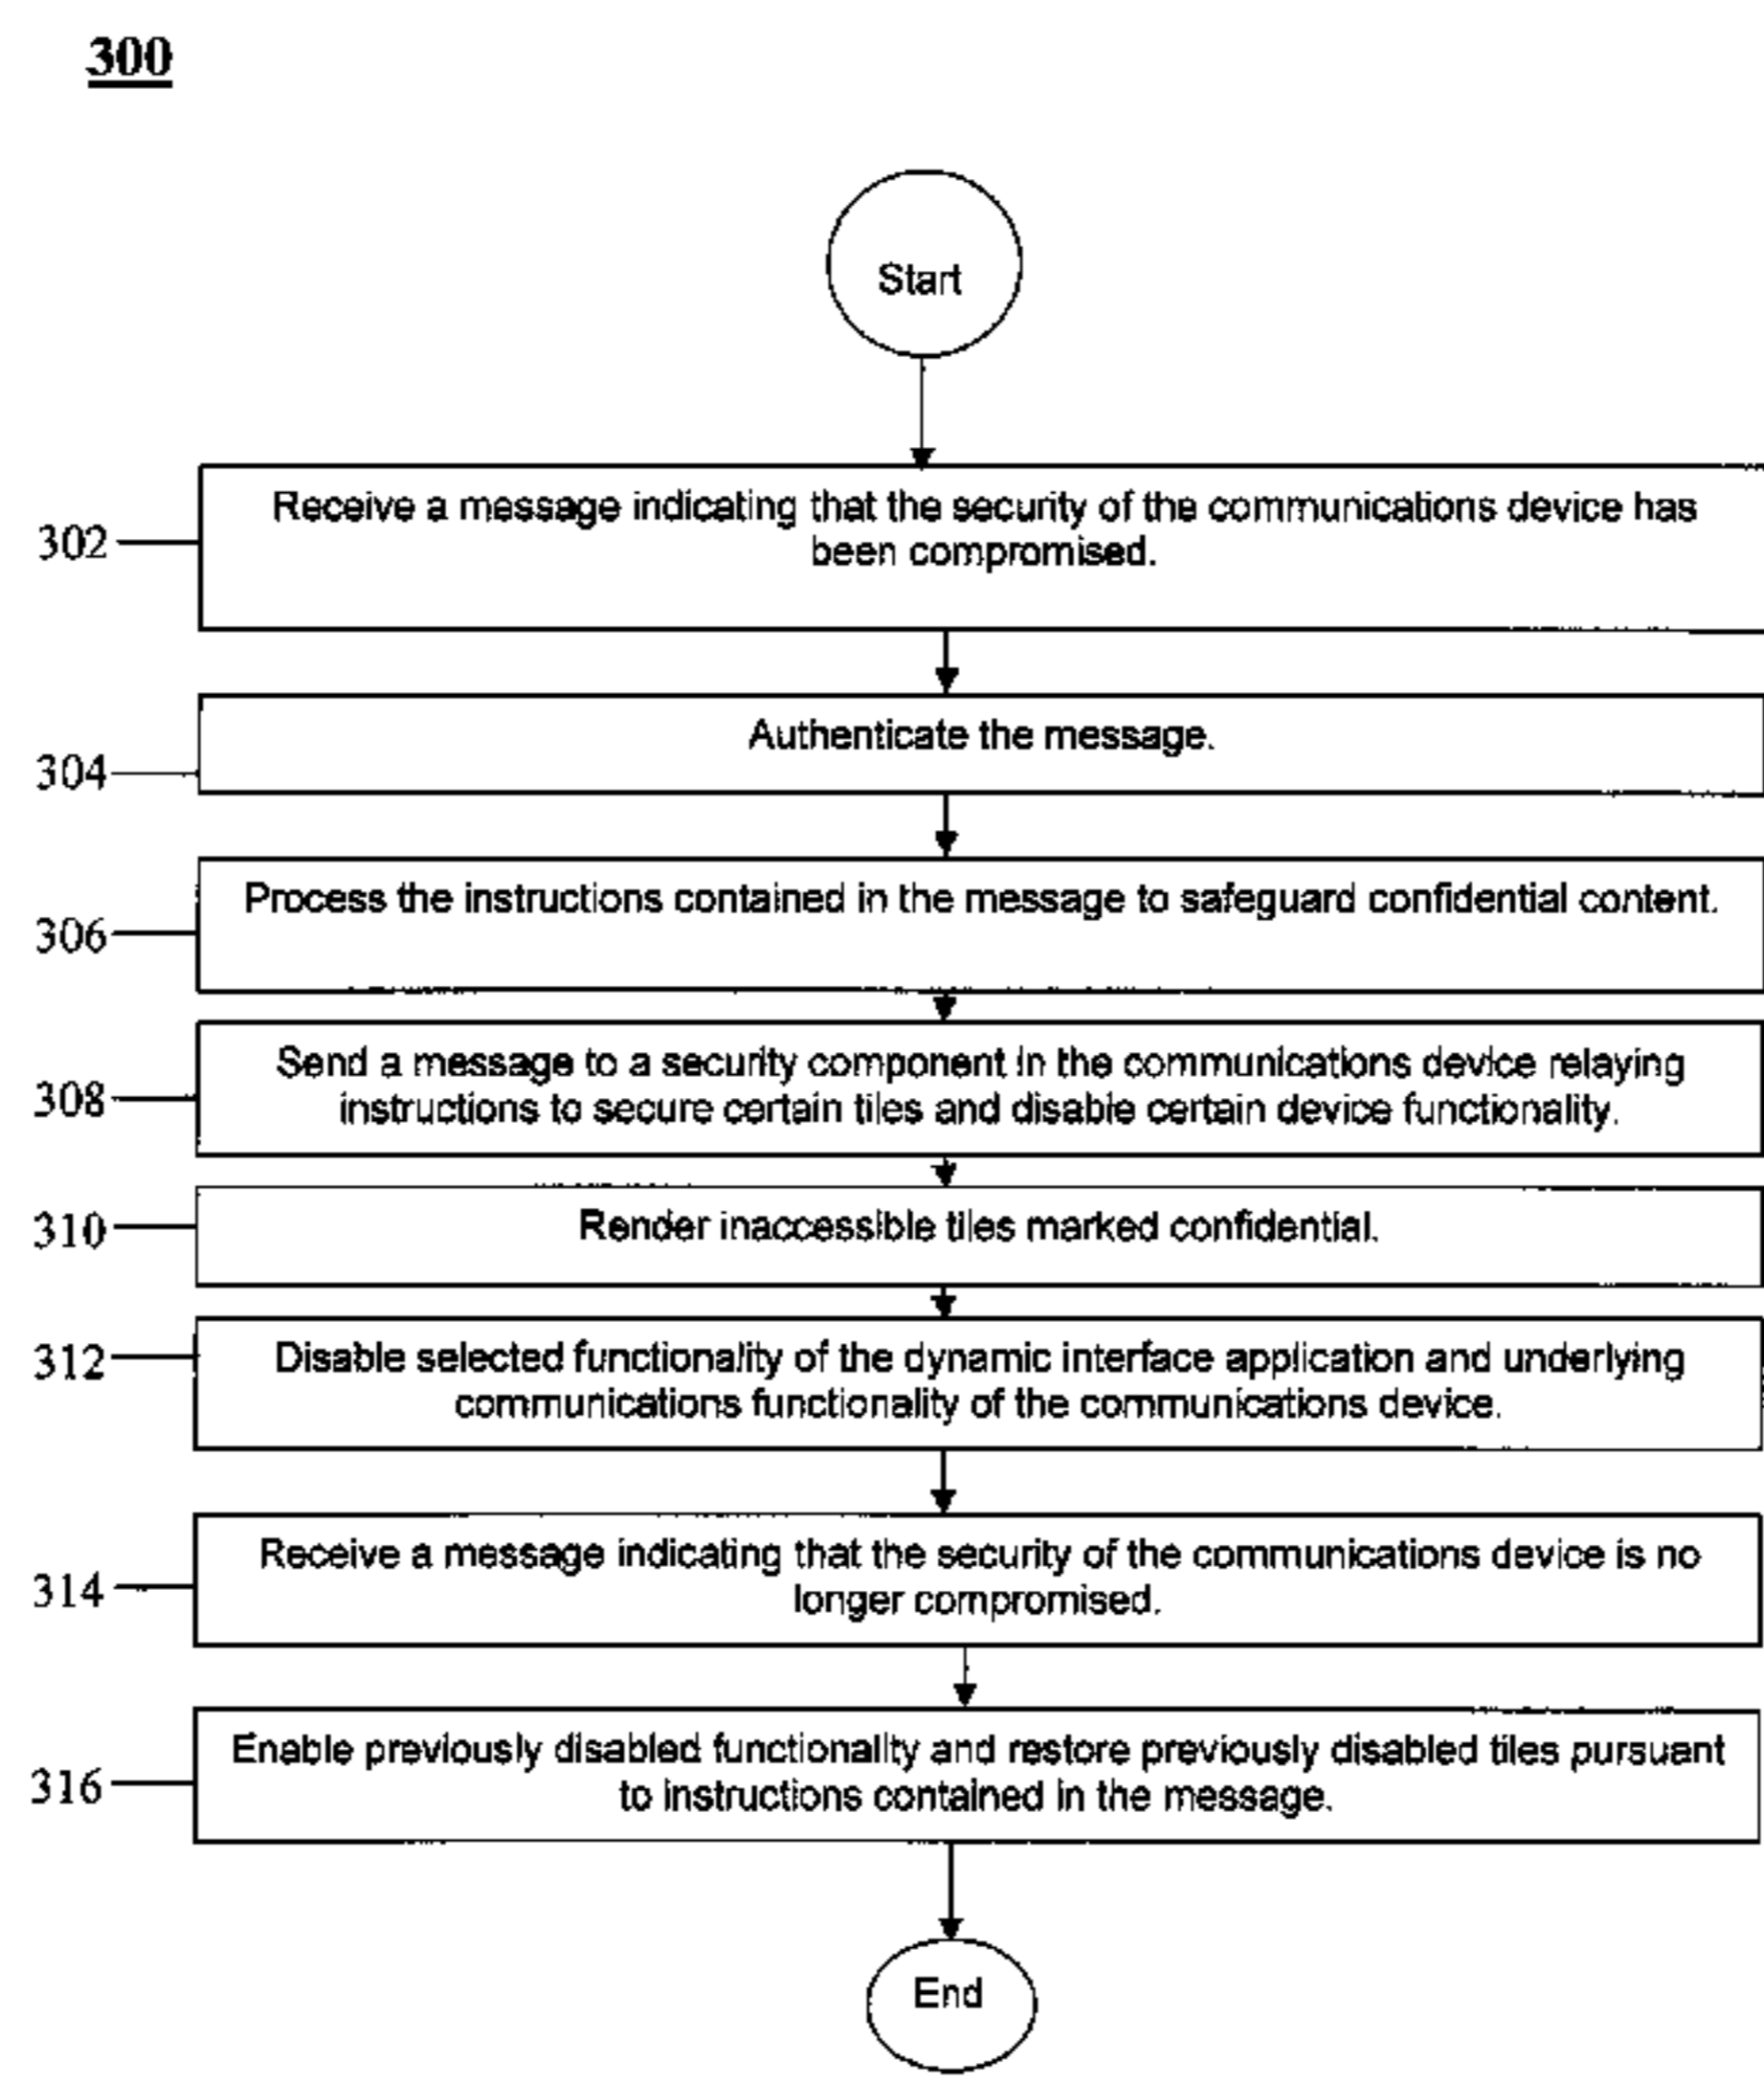 300
Start
302
Receive a message indicating that the security of the communications device has
been compromised.
304
Authenticate the message.
306
Process the instructions contained in the message to safeguard confidential content.
308
Send a message to a security component in the communications device relaying
instructions to secure certain tiles and disable certain device functionality.
310
Render inaccessible tiles marked confidential.
312
Disable selected functionality of the dynamic interface application and underlying
communications functionality of the communications device.
314
Receive a message indicating that the security of the communications device is no
longer compromised.
316
Enable previously disabled functionality and restore previously disabled tiles pursuant
to instructions contained in the message.
End